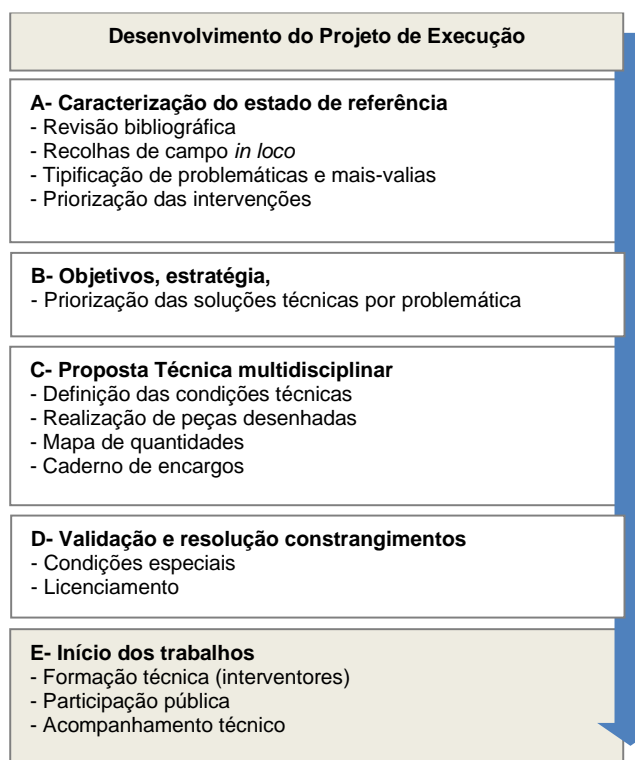 Desenvolvimento do Projeto de Execução
A- Caracterização do estado de referência
- Revisão bibliográfica
- Recolhas de campo in loco
- Tipificação de problemáticas e mais-valias
- Priorização das intervenções
B- Objetivos, estratégia,
- Priorização das soluções técnicas por problemática
C- Proposta Técnica multidisciplinar
- Definição das condições técnicas
- Realização de peças desenhadas
- Mapa de quantidades
- Caderno de encargos
D- Validação e resolução constrangimentos
- Condições especiais
- Licenciamento
E- Início dos trabalhos
- Formação técnica (interventores)
- Participação pública
- Acompanhamento técnico